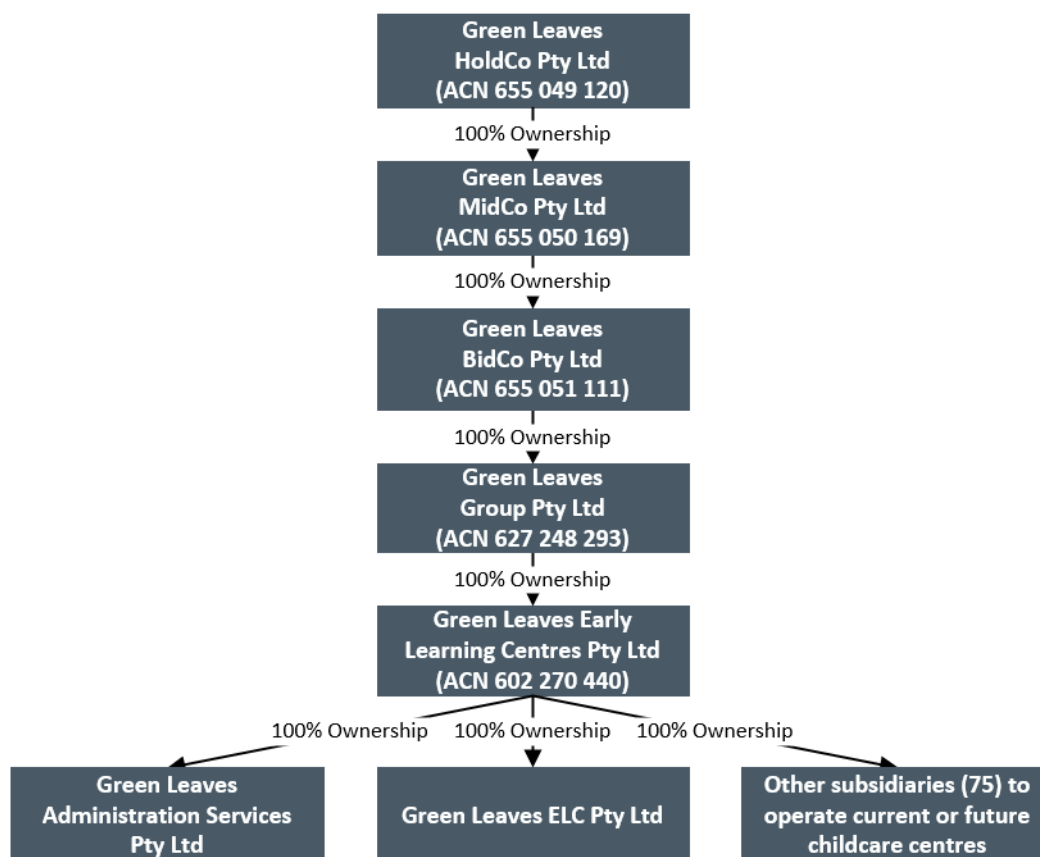 Green Leaves
HoldCo Pty Ltd
(ACN 655 049 120)
100% Ownership
Green Leaves
MidCo Pty Ltd
(ACN 655 050 169)
100% Ownership
Green Leaves
BidCo Pty Ltd
(ACN 655 051 111)
100% Ownership
Green Leaves
Group Pty Ltd
(ACN 627 248 293)
100% Ownership
Green Leaves Early
Learning Centres Pty Ltd
(ACN 602 270 440)
100% Ownership
100% Ownership
100% Ownership
Green Leaves
Administration Services
Pty Ltd
Green Leaves ELC Pty Ltd
Other subsidiaries (75) to
operate current or future
childcare centres